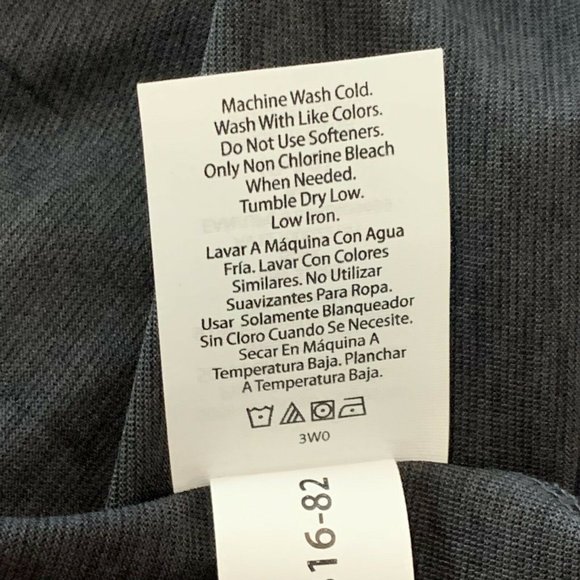 Machine Wash Cold.
Wash With Like Colors.
Do Not Use Softeners.
Only Non Chlorine Bleach
When Needed.
Tumble Dry Low.
Low Iron.
Lavar A Máquina Con Agua
Fría. Lavar Con Colores
Similares. No Utilizar
Suavizantes Para Ropa.
Usar Solamente Blanqueador
Sin Cloro Cuando Se Necesite.
Secar En Máquina A
Temperatura Baja. Planchar
A Temperatura Baja.
3W0
16-82